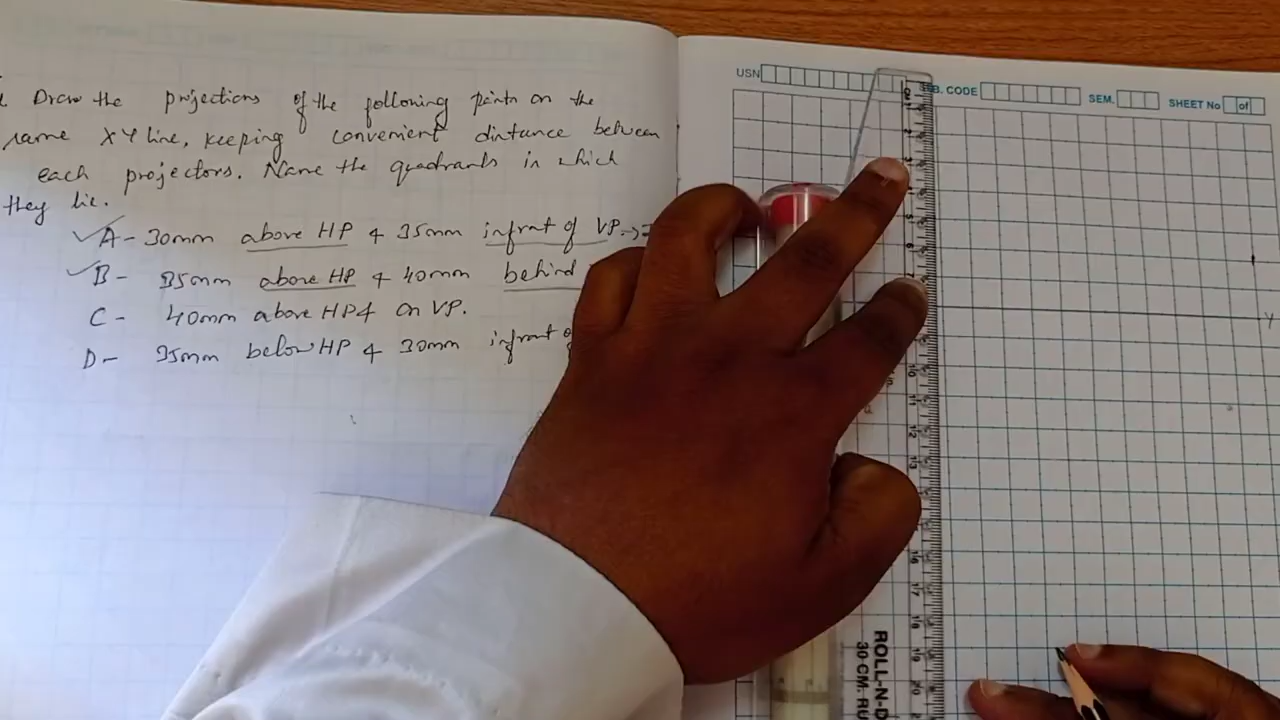 1. Draw the projections of the following points on the
same XY line, keeping convenient distance between
each projectors. Name the quadrants in which
they lie.
A - 30mm above HP & 35mm infront of VP.
B - 35mm above HP & 40mm behind
C - 40mm above HP & on VP.
D - 35mm below HP & 30mm infront of
USN
B. CODE
SEM.
SHEET No of
Y
ROLL-N-D
30 CM. RU